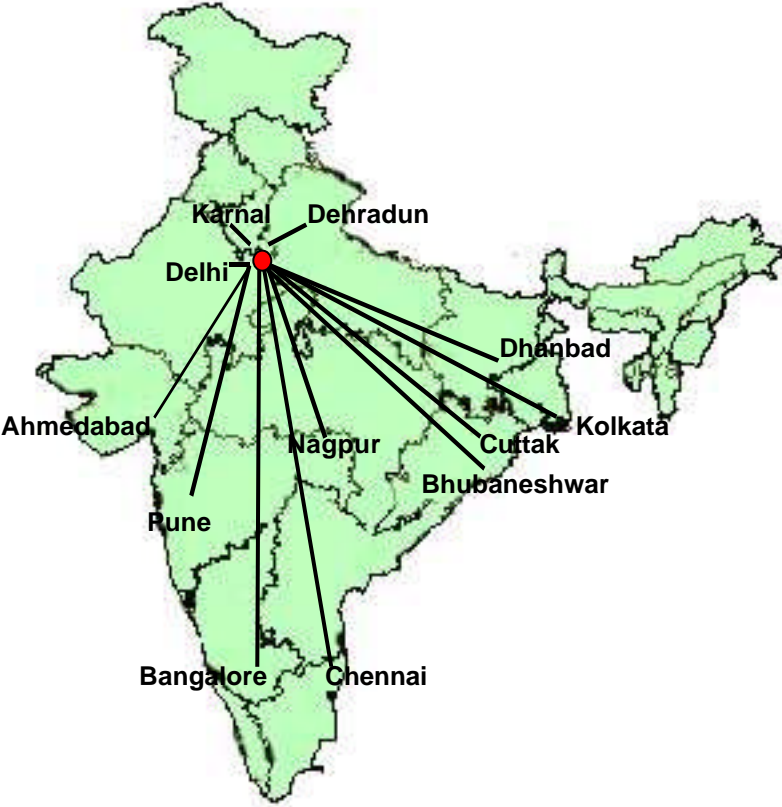 Karnal
Dehradun
Delhi
Dhanbad
Ahmedabad
Kolkata
Nagpur
Cuttak
Bhubaneshwar
Pune
Bangalore
Chennai